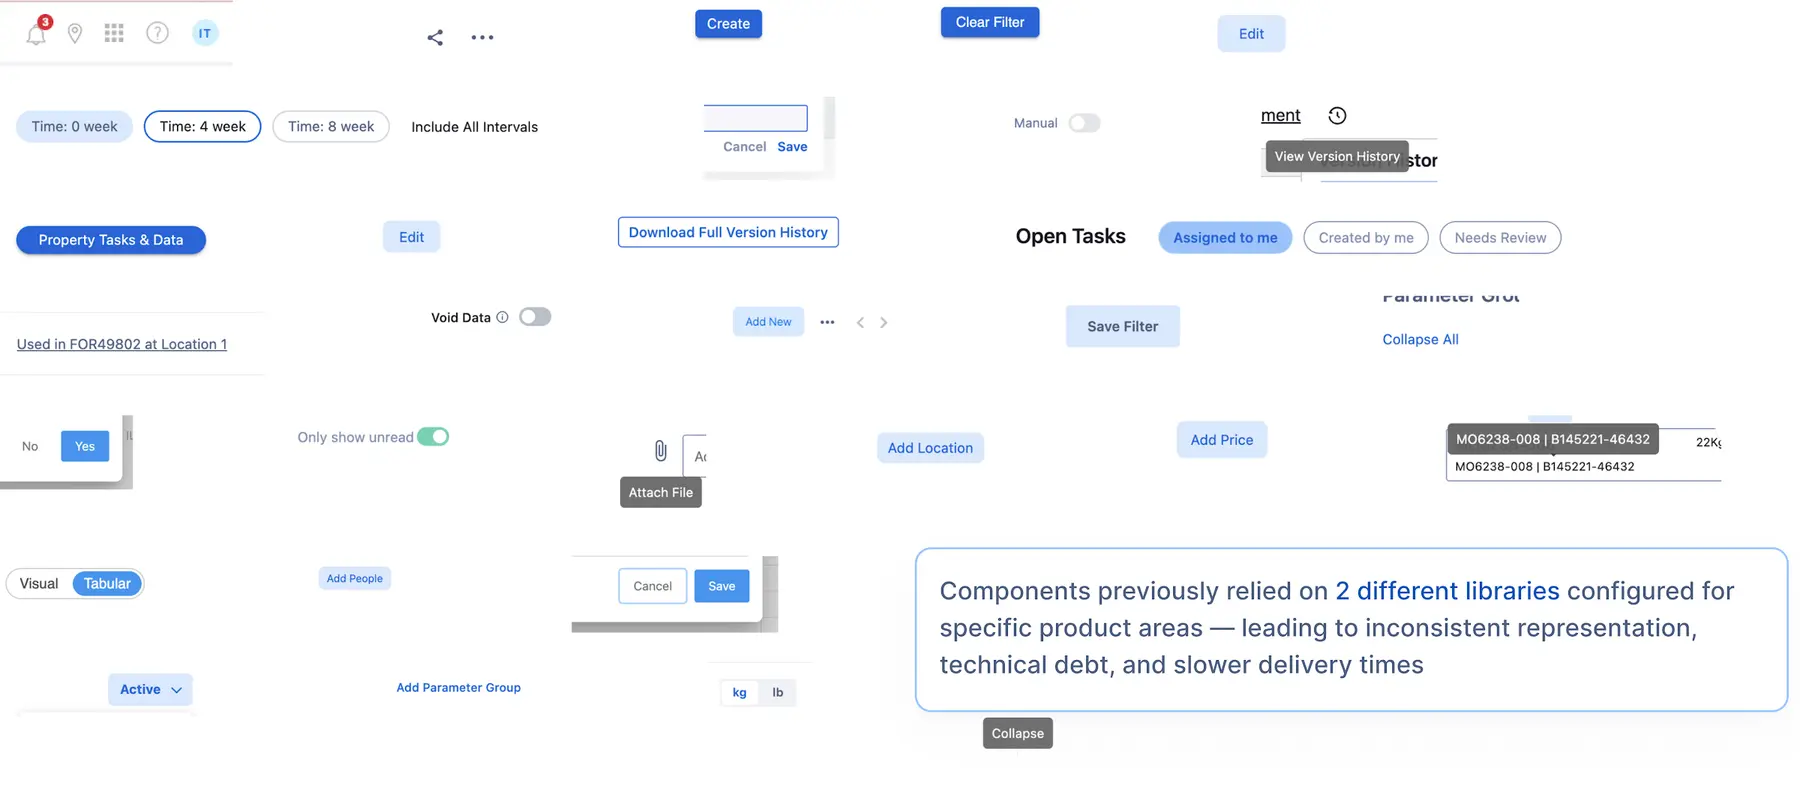 3
IT
Create
Clear Filter
Edit
Time: 0 week
Time: 4 week
Time: 8 week
Include All Intervals
Cancel
Save
Manual
ment
View Version History
Property Tasks & Data
Edit
Download Full Version History
Open Tasks
Assigned to me
Created by me
Needs Review
Used in FOR49802 at Location 1
Void Data
Add New
Save Filter
Parameter Grou
Collapse All
No
Yes
Only show unread
Attach File
Add Location
Add Price
MO6238-008 | B145221-46432
22Kg
MO6238-008 | B145221-46432
Visual
Tabular
Add People
Cancel
Save
Components previously relied on 2 different libraries configured for
specific product areas — leading to inconsistent representation,
technical debt, and slower delivery times
Active
Add Parameter Group
kg
lb
Collapse